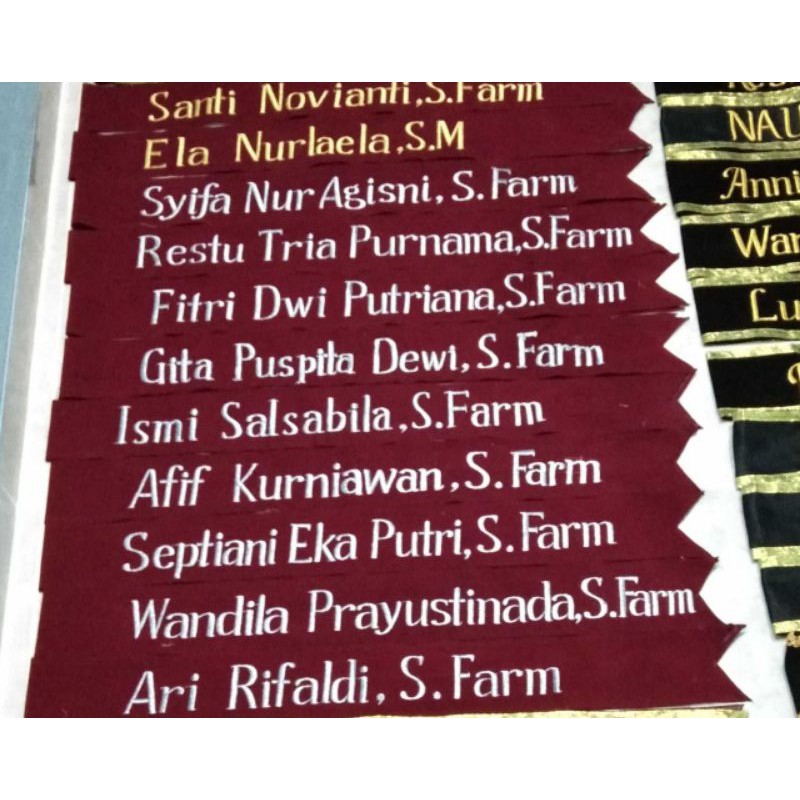 Santi Novianti,S.Farm
Ela Nurlaela,S.M
Syifa Nur Agisni, S.Farm
Restu Tria Purnama,S.Farm
Fitri Dwi Putriana,S.Farm
Gita Puspita Dewi, S.Farm
Ismi Salsabila,S.Farm
Afif Kurniawan,S.Farm
Septiani Eka Putri,S.Farm
Wandila Prayustinada,S.Farm
Ari Rifaldi, S.Farm
NAU
Anni
War
Lu